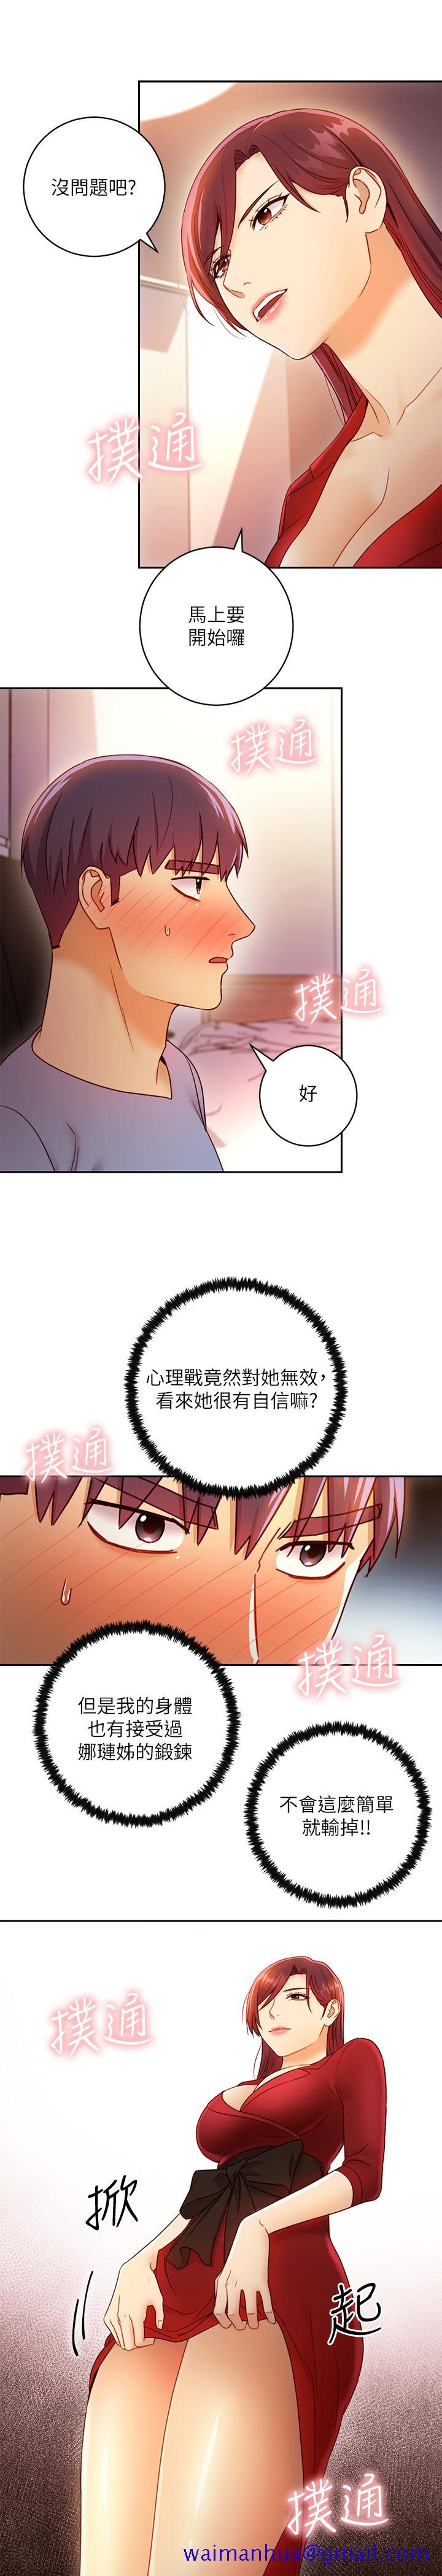 沒問題吧?
撲通
馬上要
開始囉
撲通
撲通
好
心理戰竟然對她無效，
看來她很有自信嘛?
撲通
撲通
但是我的身體
也有接受過
娜璉姊的鍛鍊
不會這麼簡單
就輸掉!!
撲通
掀
起
撲通
waimanhua@gmail.com